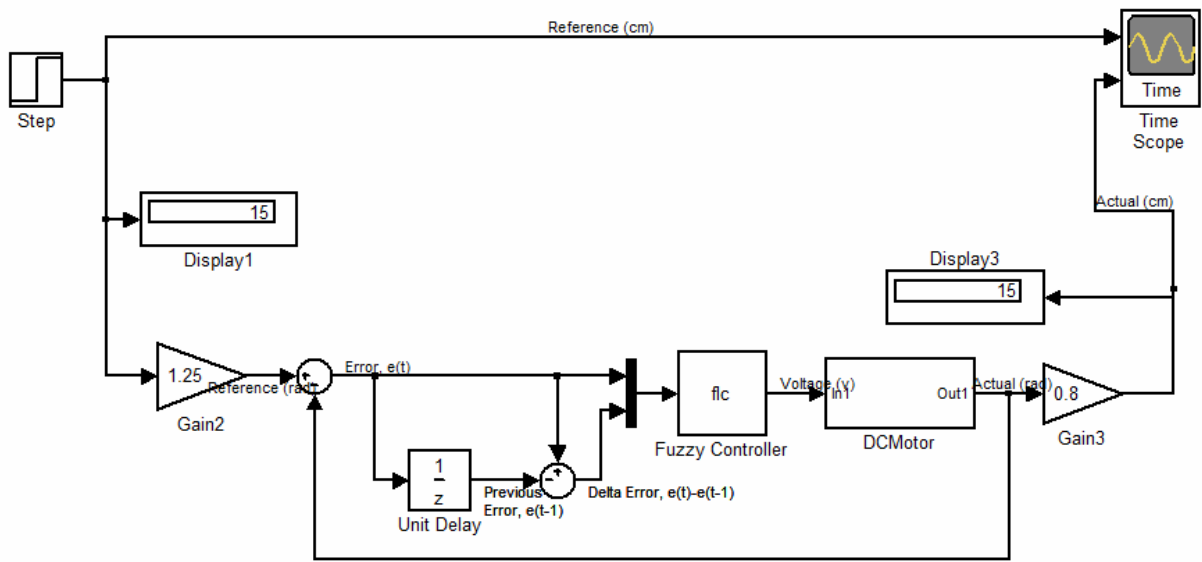 Reference (cm)
Step
Time
Time
Scope
15
Display1
Actual (cm)
Display3
15
1.25
Reference (rad)
Gain2
+
-
Error, e(t)
flc
Fuzzy Controller
Voltage (v)
In1
Out1
DCMotor
Actual (rad)
0.8
Gain3
1
z
Unit Delay
Previous
Error, e(t-1)
+
-
Delta Error, e(t)-e(t-1)